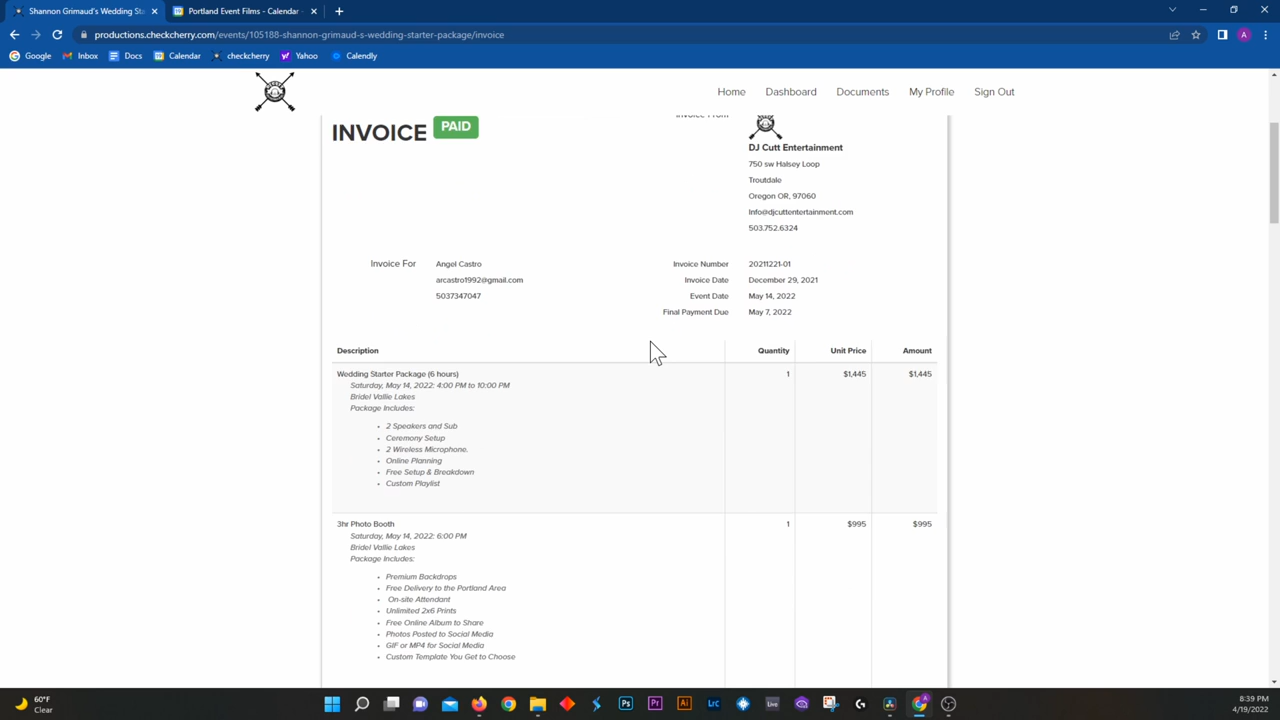 Shannon Grimaud's Wedding Sta
Portland Event Films - Calendar -
productions.checkcherry.com/events/105188-shannon-grimaud-s-wedding-starter-package/invoice
A
Google Inbox Docs Calendar checkcherry Yahoo Calendly
Home Dashboard Documents My Profile Sign Out
INVOICE PAID
Invoice From
DJ Cutt Entertainment
750 sw Halsey Loop
Troutdale
Oregon OR, 97060
Info@djcuttentertainment.com
503.752.6324
Invoice For Angel Castro
arcastro1992@gmail.com
5037347047
Invoice Number 20211221-01
Invoice Date December 29, 2021
Event Date May 14, 2022
Final Payment Due May 7, 2022
Description Quantity Unit Price Amount
Wedding Starter Package (6 hours) 1 $1,445 $1,445
Saturday, May 14, 2022: 4:00 PM to 10:00 PM
Bridel Vallie Lakes
Package Includes:
• 2 Speakers and Sub
• Ceremony Setup
• 2 Wireless Microphone.
• Online Planning
• Free Setup & Breakdown
• Custom Playlist
3hr Photo Booth 1 $995 $995
Saturday, May 14, 2022: 6:00 PM
Bridel Vallie Lakes
Package Includes:
• Premium Backdrops
• Free Delivery to the Portland Area
• On-site Attendant
• Unlimited 2x6 Prints
• Free Online Album to Share
• Photos Posted to Social Media
• GIF or MP4 for Social Media
• Custom Template You Get to Choose
60°F
Clear
Ps Pr Ai Lrc Live
8:39 PM
4/19/2022